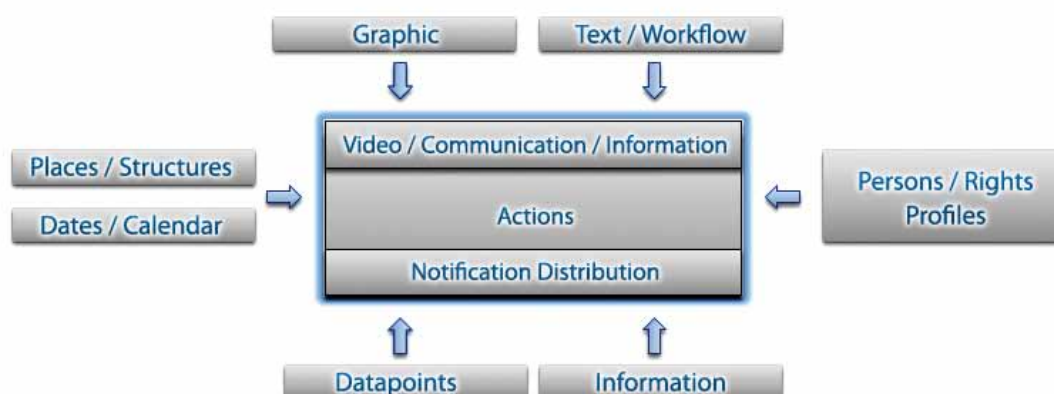 Graphic
Text / Workflow
Video / Communication / Information
Places / Structures
Dates / Calendar
Actions
Persons / Rights
Profiles
Notification Distribution
Datapoints
Information